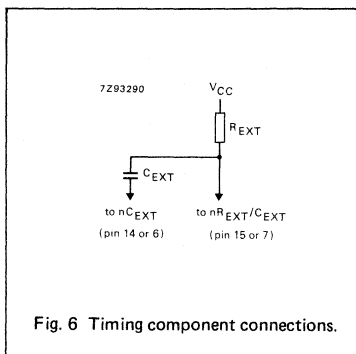 7Z93290
VCC
REXT
CEXT
to nCEXT
(pin 14 or 6)
to nREXT/CEXT
(pin 15 or 7)
Fig. 6 Timing component connections.